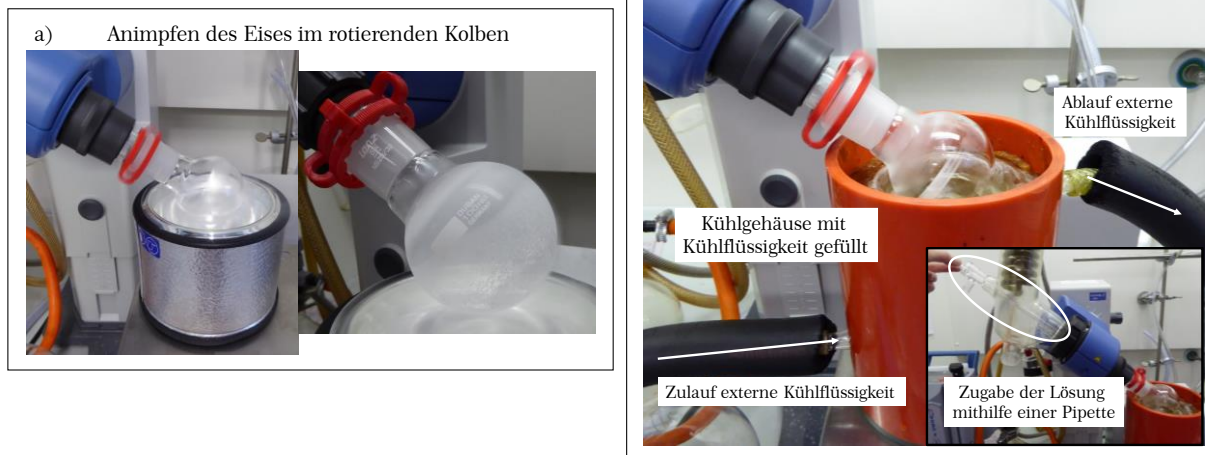 a) Animpfen des Eises im rotierenden Kolben
Ablauf externe
Kühlflüssigkeit
Kühlgehäuse mit
Kühlflüssigkeit gefüllt
Zulauf externe Kühlflüssigkeit
Zugabe der Lösung
mithilfe einer Pipette